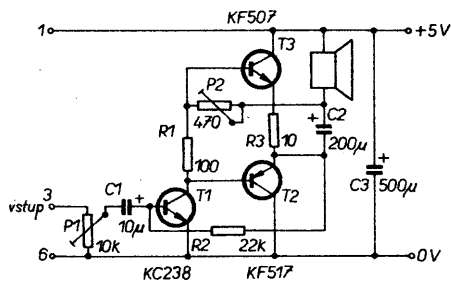 KF507
1
+5V
T3
P2
470
C2
200µ
R1
100
R3
10
T1
T2
C3
500µ
3
vstup
C1
10µ
P1
10k
R2
22k
6
0V
KC238
KF517